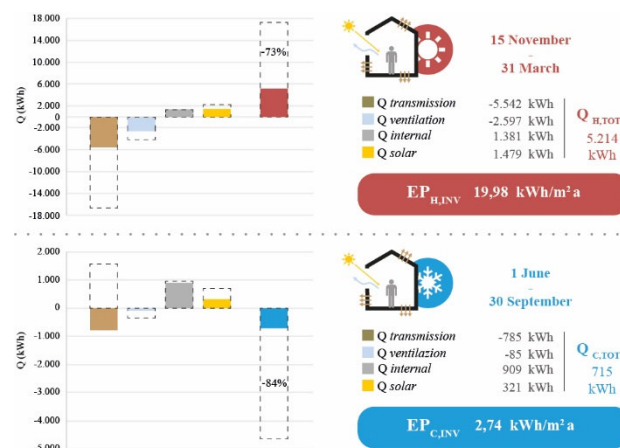 18.000
14.000
10.000
6.000
2.000
-2.000
-6.000
-10.000
-14.000
-18.000
Q (kWh)
-73%
15 November
-
31 March
Q transmission -5.542 kWh
Q ventilation -2.597 kWh
Q internal 1.381 kWh
Q solar 1.479 kWh
Q H,TOT
5.214
kWh
EP H,INV 19,98 kWh/m² a
2.000
1.000
0
-1.000
-2.000
-3.000
-4.000
-5.000
Q (kWh)
-84%
1 June
-
30 September
Q transmission -785 kWh
Q ventilazion -85 kWh
Q internal 909 kWh
Q solar 321 kWh
Q C,TOT
715
kWh
EP C,INV 2,74 kWh/m² a